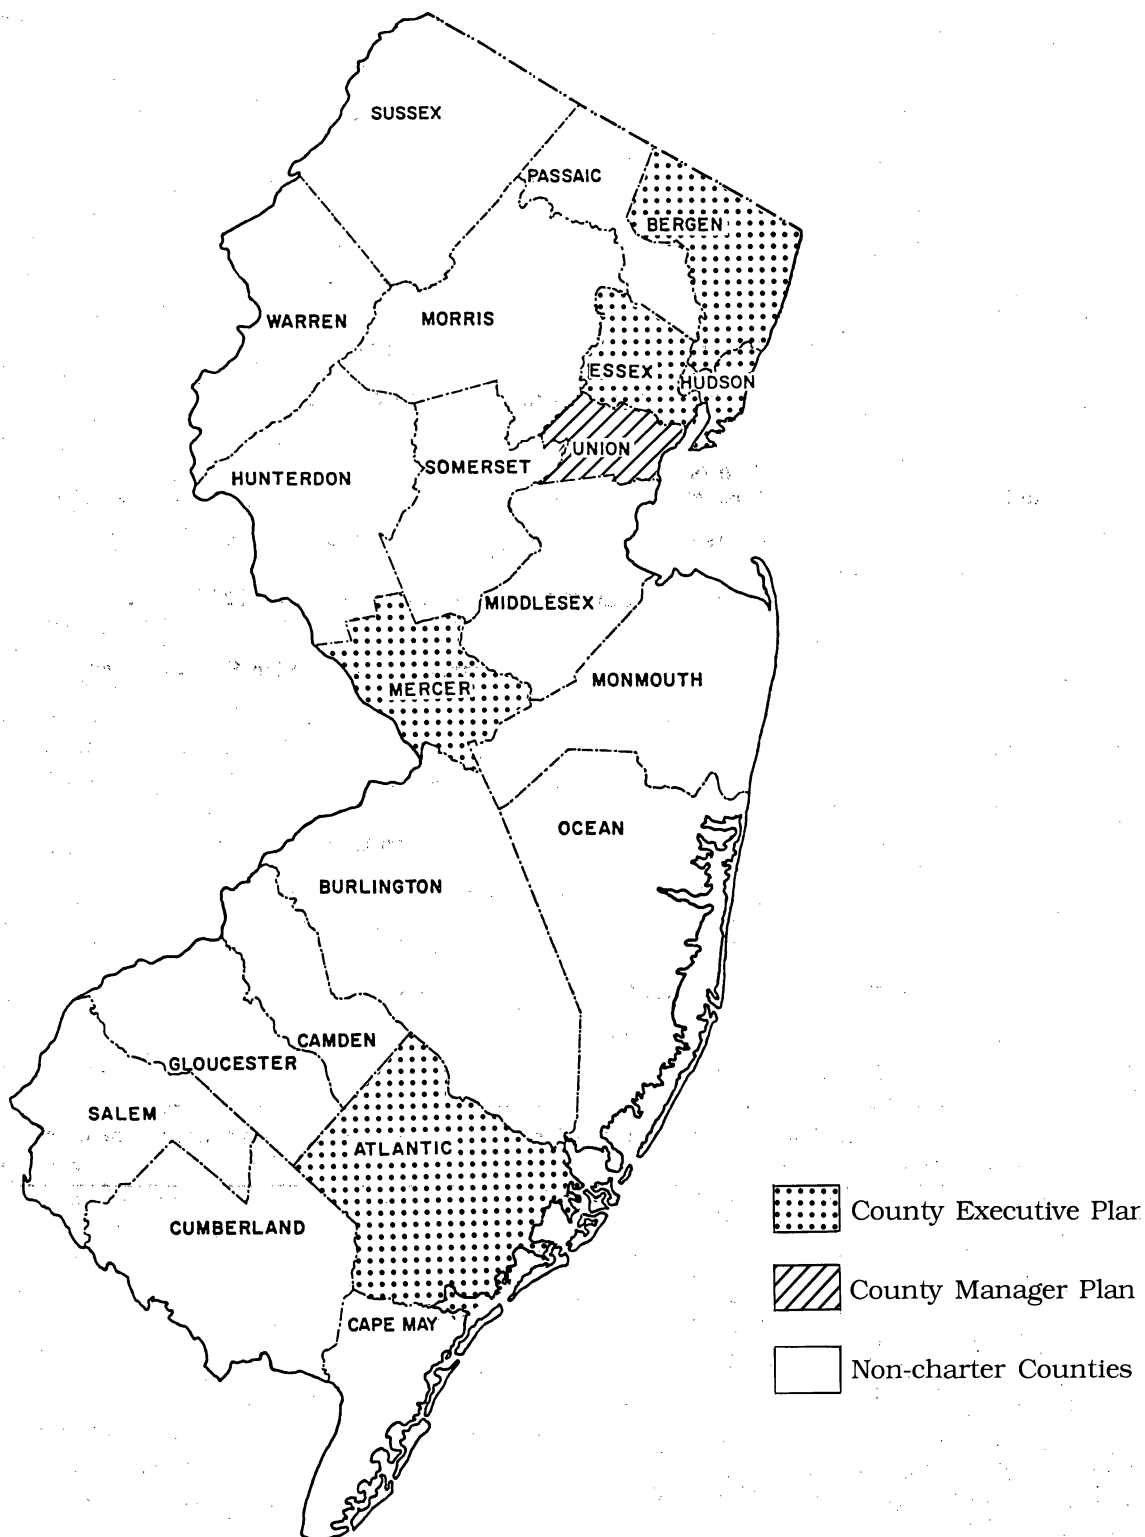 SUSSEX
PASSAIC
BERGEN
WARREN
MORRIS
ESSEX
HUDSON
UNION
SOMERSET
HUNTERDON
MIDDLESEX
MERCER
MONMOUTH
OCEAN
BURLINGTON
CAMDEN
GLOUCESTER
SALEM
ATLANTIC
CUMBERLAND
CAPE MAY
County Executive Plan
County Manager Plan
Non-charter Counties